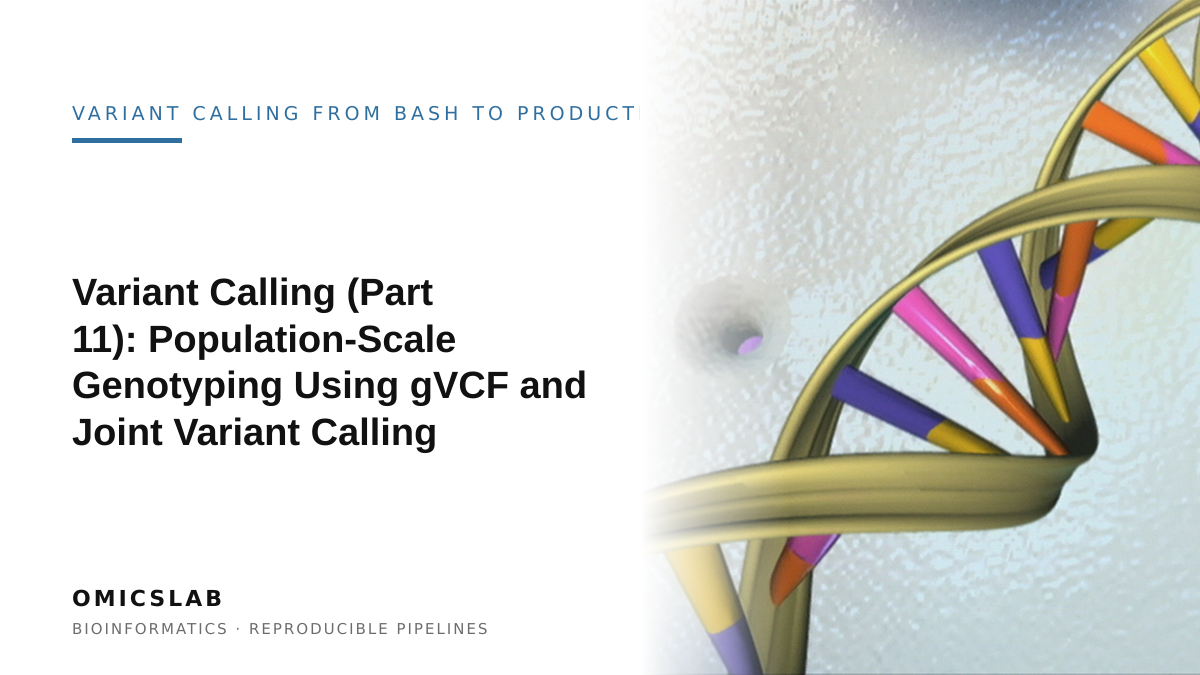 VARIANT CALLING FROM BASH TO PRODUCTI
Variant Calling (Part
11): Population-Scale
Genotyping Using gVCF and
Joint Variant Calling
OMICSLAB
BIOINFORMATICS · REPRODUCIBLE PIPELINES